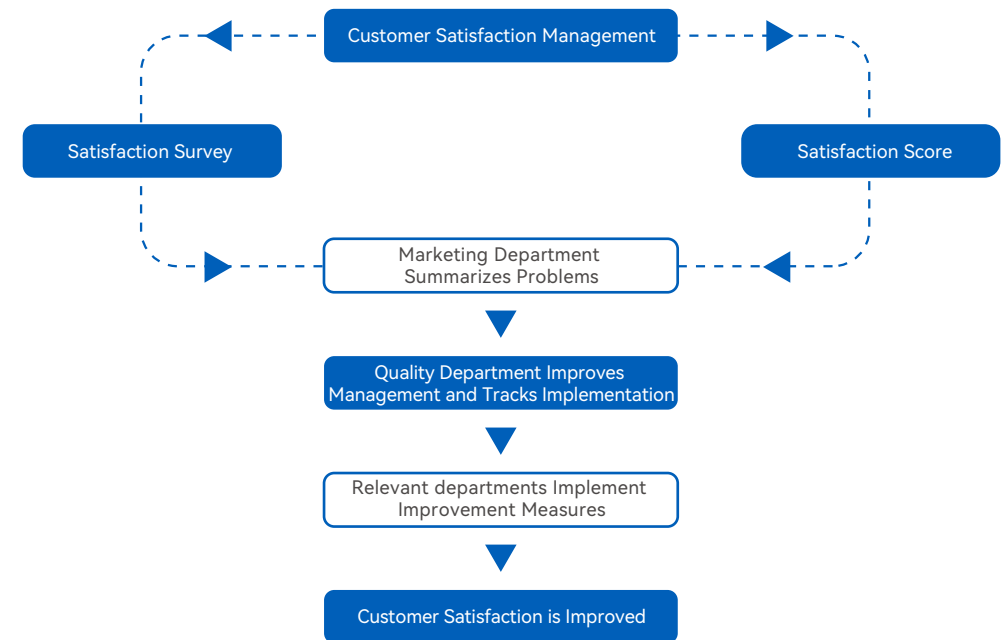 Customer Satisfaction Management
Satisfaction Survey
Satisfaction Score
Marketing Department
Summarizes Problems
Quality Department Improves
Management and Tracks Implementation
Relevant departments Implement
Improvement Measures
Customer Satisfaction is Improved